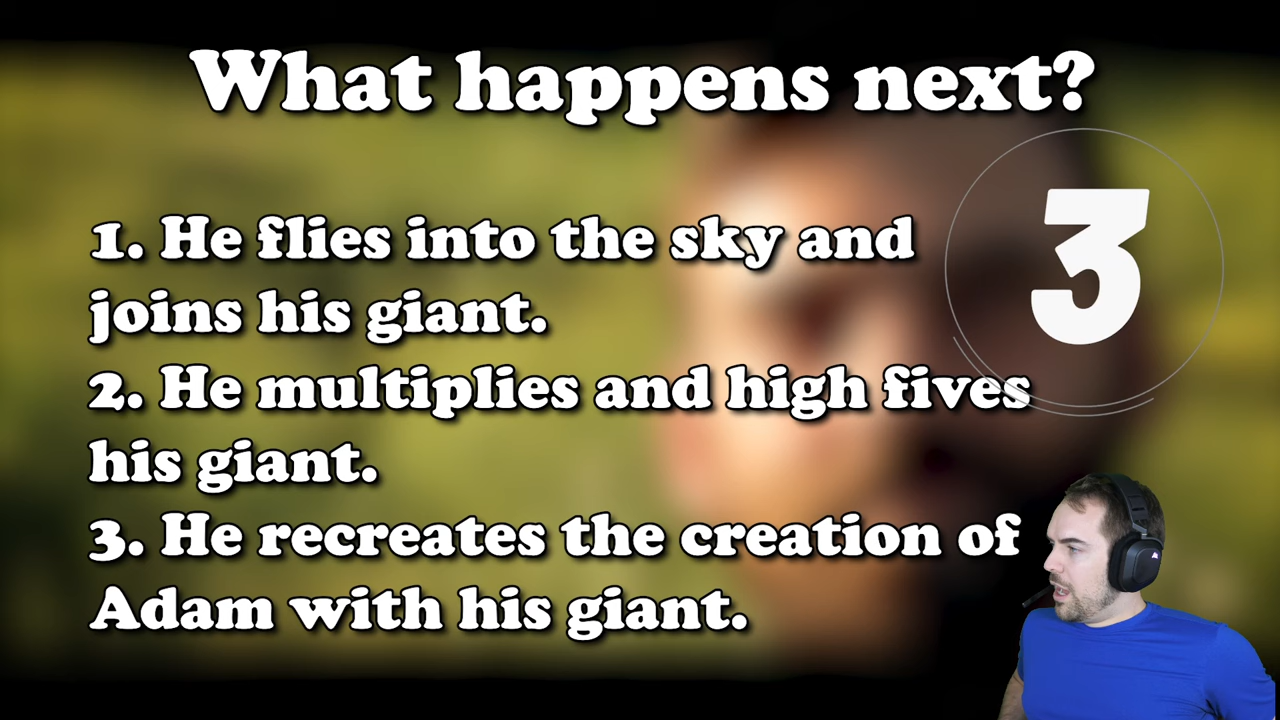 What happens next?
3
1. He flies into the sky and
joins his giant.
2. He multiplies and high fives
his giant.
3. He recreates the creation of
Adam with his giant.